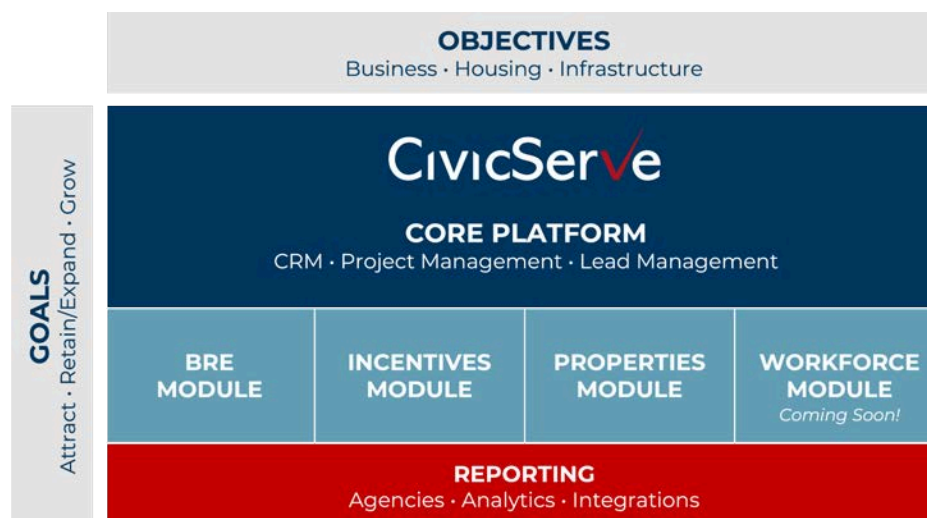 OBJECTIVES
Business · Housing · Infrastructure
GOALS
Attract · Retain/Expand · Grow
CivicServe
CORE PLATFORM
CRM · Project Management · Lead Management
BRE
MODULE
INCENTIVES
MODULE
PROPERTIES
MODULE
WORKFORCE
MODULE
Coming Soon!
REPORTING
Agencies · Analytics · Integrations